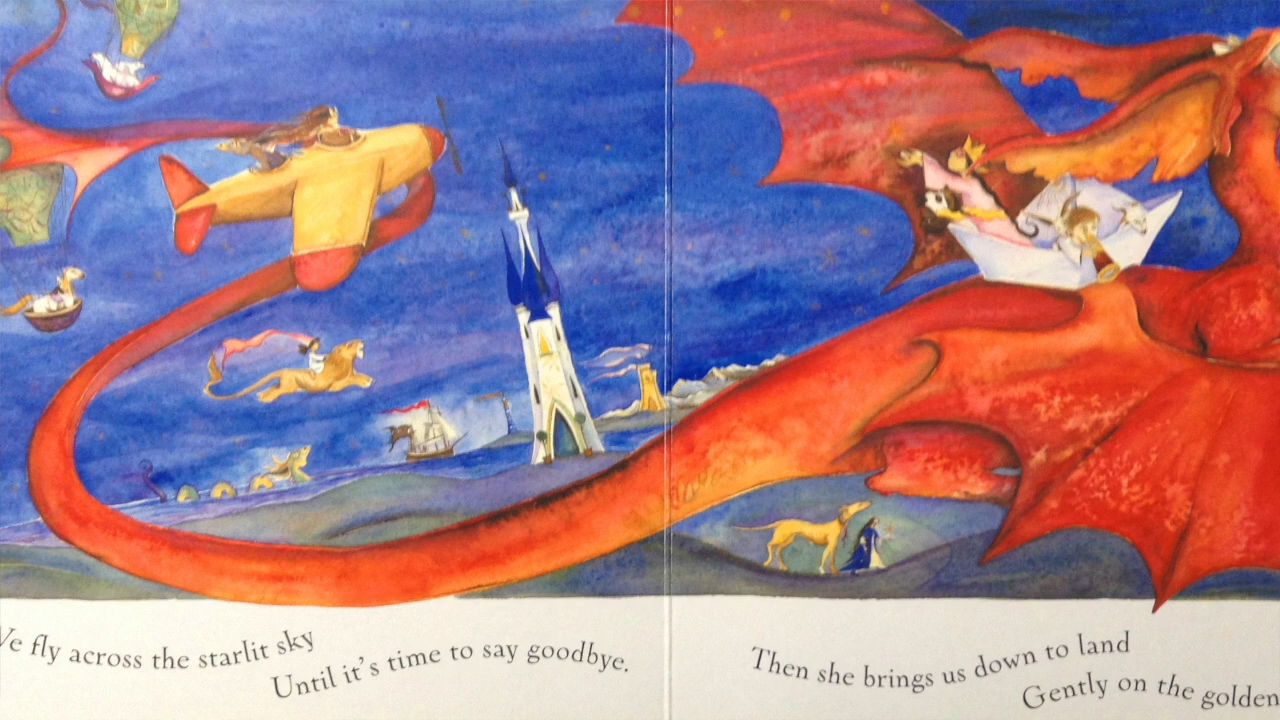 We fly across the starlit sky
Until it's time to say goodbye.
Then she brings us down to land
Gently on the golden